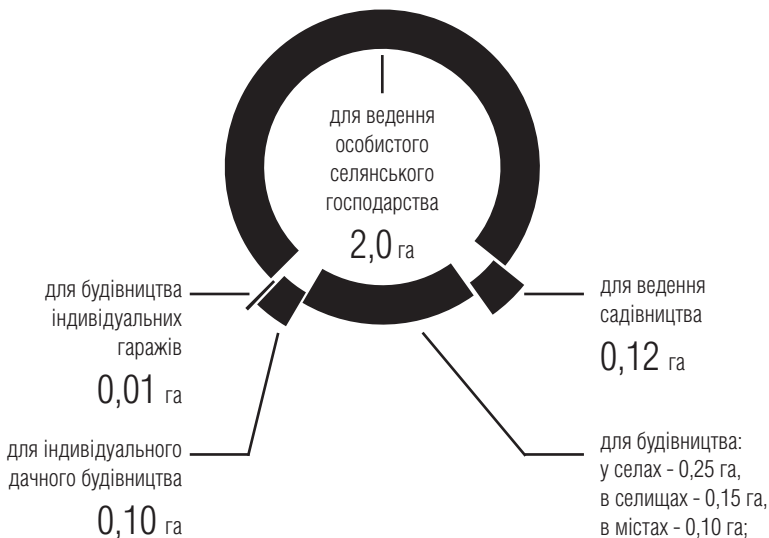 для ведення
особистого
селянського
господарства
2,0 га
для будівництва
індивідуальних
гаражів
0,01 га
для індивідуального
дачного будівництва
0,10 га
для ведення
садівництва
0,12 га
для будівництва:
у селах - 0,25 га,
в селищах - 0,15 га,
в містах - 0,10 га;